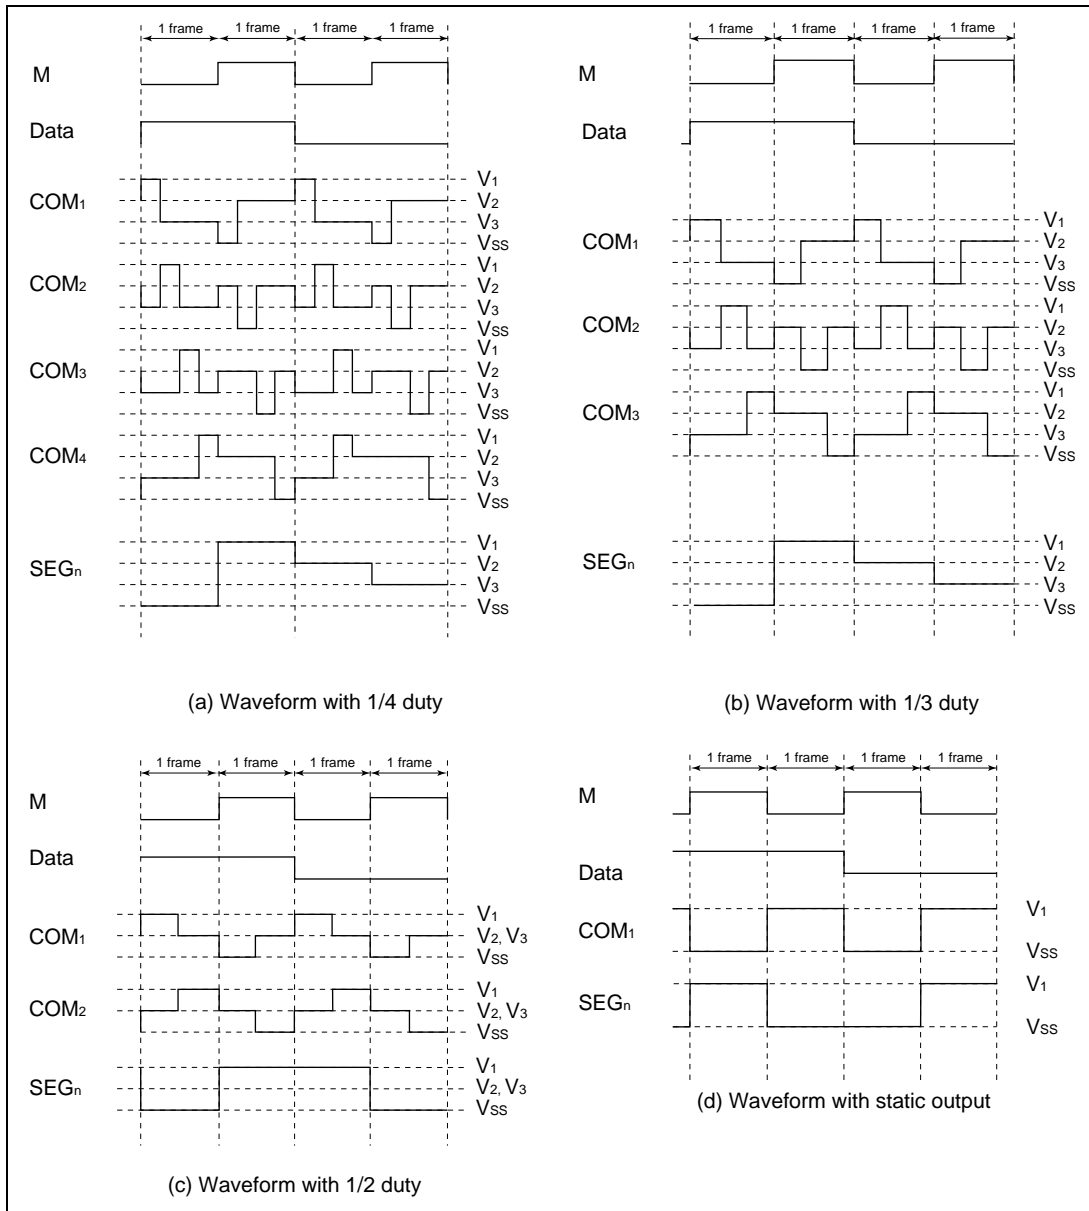 1 frame 1 frame 1 frame 1 frame
M
Data
COM1
V1
V2
V3
VSS
COM2
V1
V2
V3
VSS
COM3
V1
V2
V3
VSS
COM4
V1
V2
V3
VSS
SEGn
V1
V2
V3
VSS
(a) Waveform with 1/4 duty
1 frame 1 frame 1 frame 1 frame
M
Data
COM1
V1
V2
V3
VSS
COM2
V1
V2
V3
VSS
COM3
V1
V2
V3
VSS
SEGn
V1
V2
V3
VSS
(b) Waveform with 1/3 duty
1 frame 1 frame 1 frame 1 frame
M
Data
COM1
V1
V2, V3
VSS
COM2
V1
V2, V3
VSS
SEGn
V1
V2, V3
VSS
(c) Waveform with 1/2 duty
1 frame 1 frame 1 frame 1 frame
M
Data
COM1
V1
VSS
SEGn
V1
VSS
(d) Waveform with static output